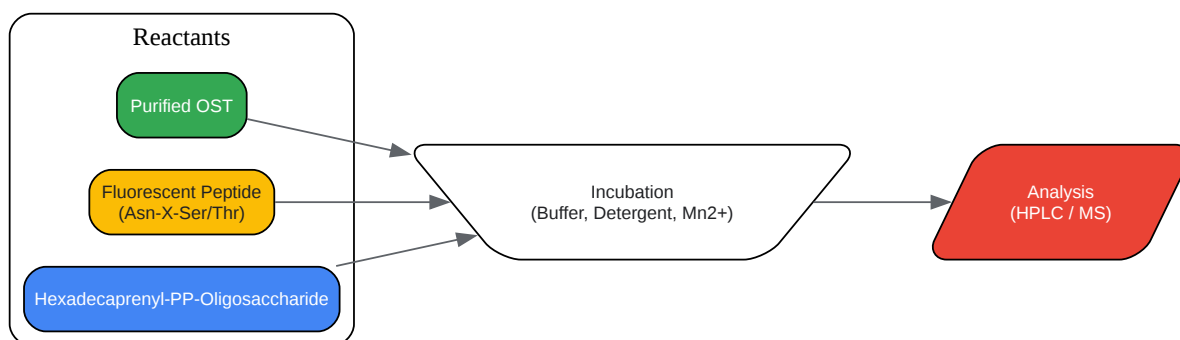 Reactants
Purified OST
Fluorescent Peptide
(Asn-X-Ser/Thr)
Hexadecaprenyl-PP-Oligosaccharide
Incubation
(Buffer, Detergent, Mn2+)
Analysis
(HPLC / MS)